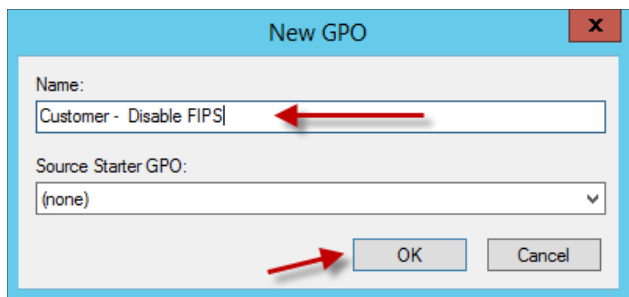 New GPO
x
Name:
Customer -  Disable FIPS
Source Starter GPO:
(none)
OK Cancel